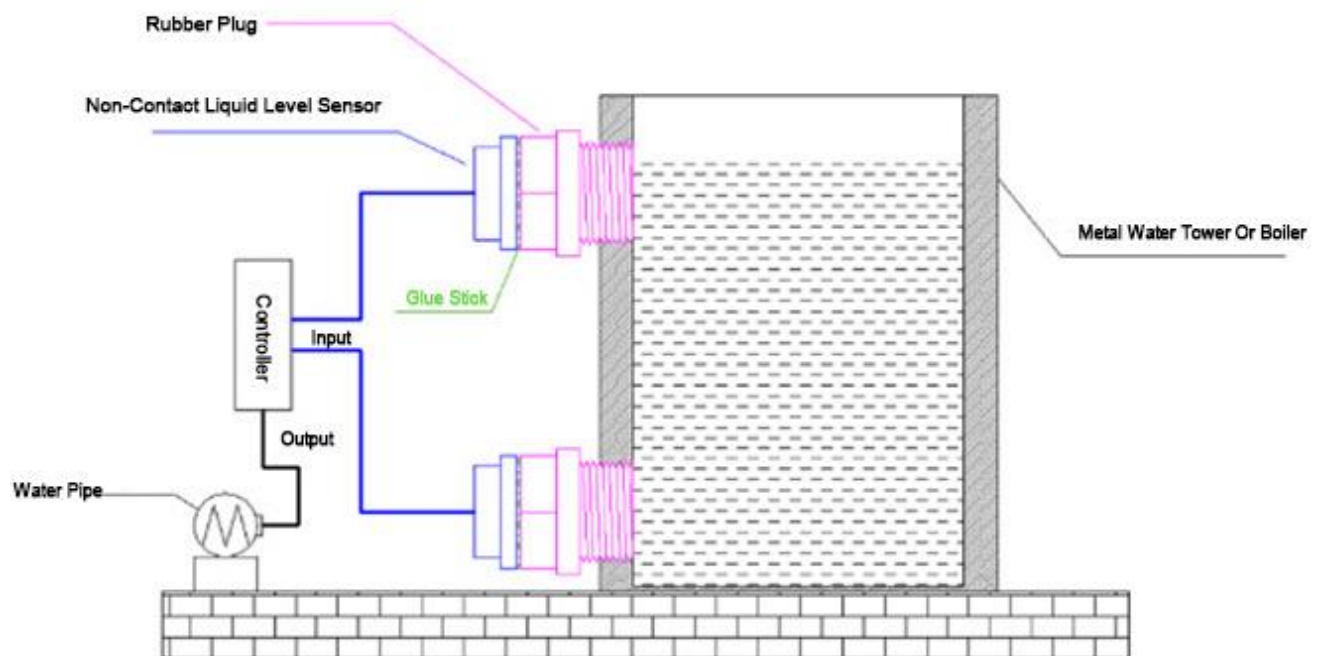 Rubber Plug
Non-Contact Liquid Level Sensor
Metal Water Tower Or Boiler
Glue Stick
Controller
Input
Output
Water Pipe